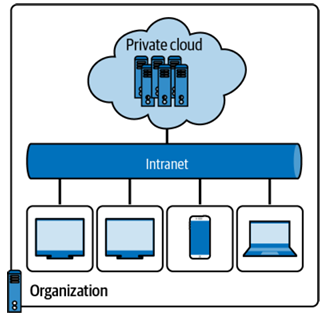 Private cloud
Intranet
Organization